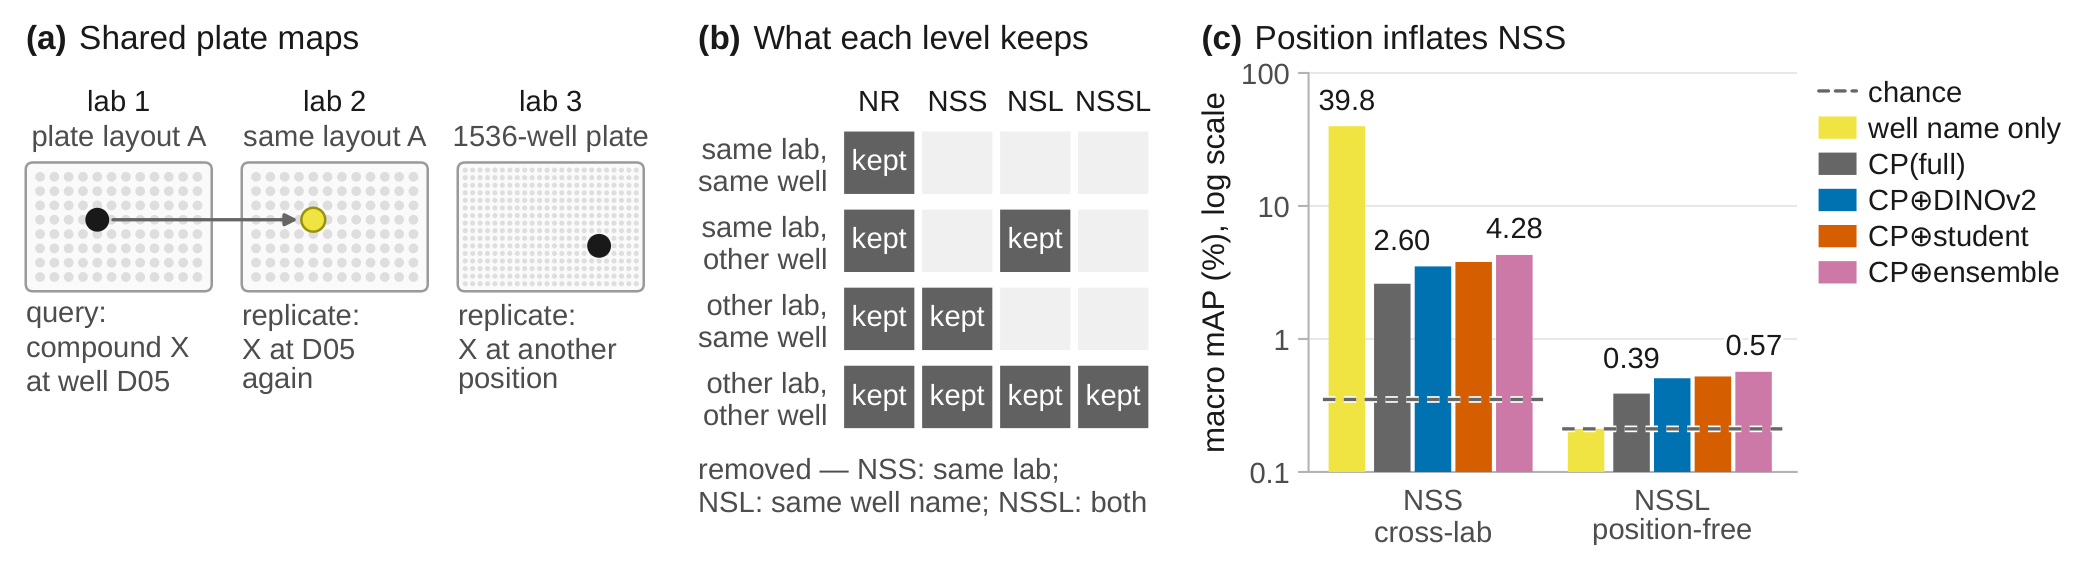 (a) Shared plate maps
lab 1
plate layout A
lab 2
same layout A
lab 3
1536-well plate
query:
compound X
at well D05
replicate:
X at D05
again
replicate:
X at another
position
(b) What each level keeps
NR NSS NSL NSSL
same lab,
same well
kept
same lab,
other well
kept kept
other lab,
same well
kept kept
other lab,
other well
kept kept kept kept
removed — NSS: same lab;
NSL: same well name; NSSL: both
(c) Position inflates NSS
macro mAP (%), log scale
100
10
1
0.1
39.8
2.60
4.28
0.39
0.57
NSS
cross-lab
NSSL
position-free
chance
well name only
CP(full)
CP⊕DINOv2
CP⊕student
CP⊕ensemble